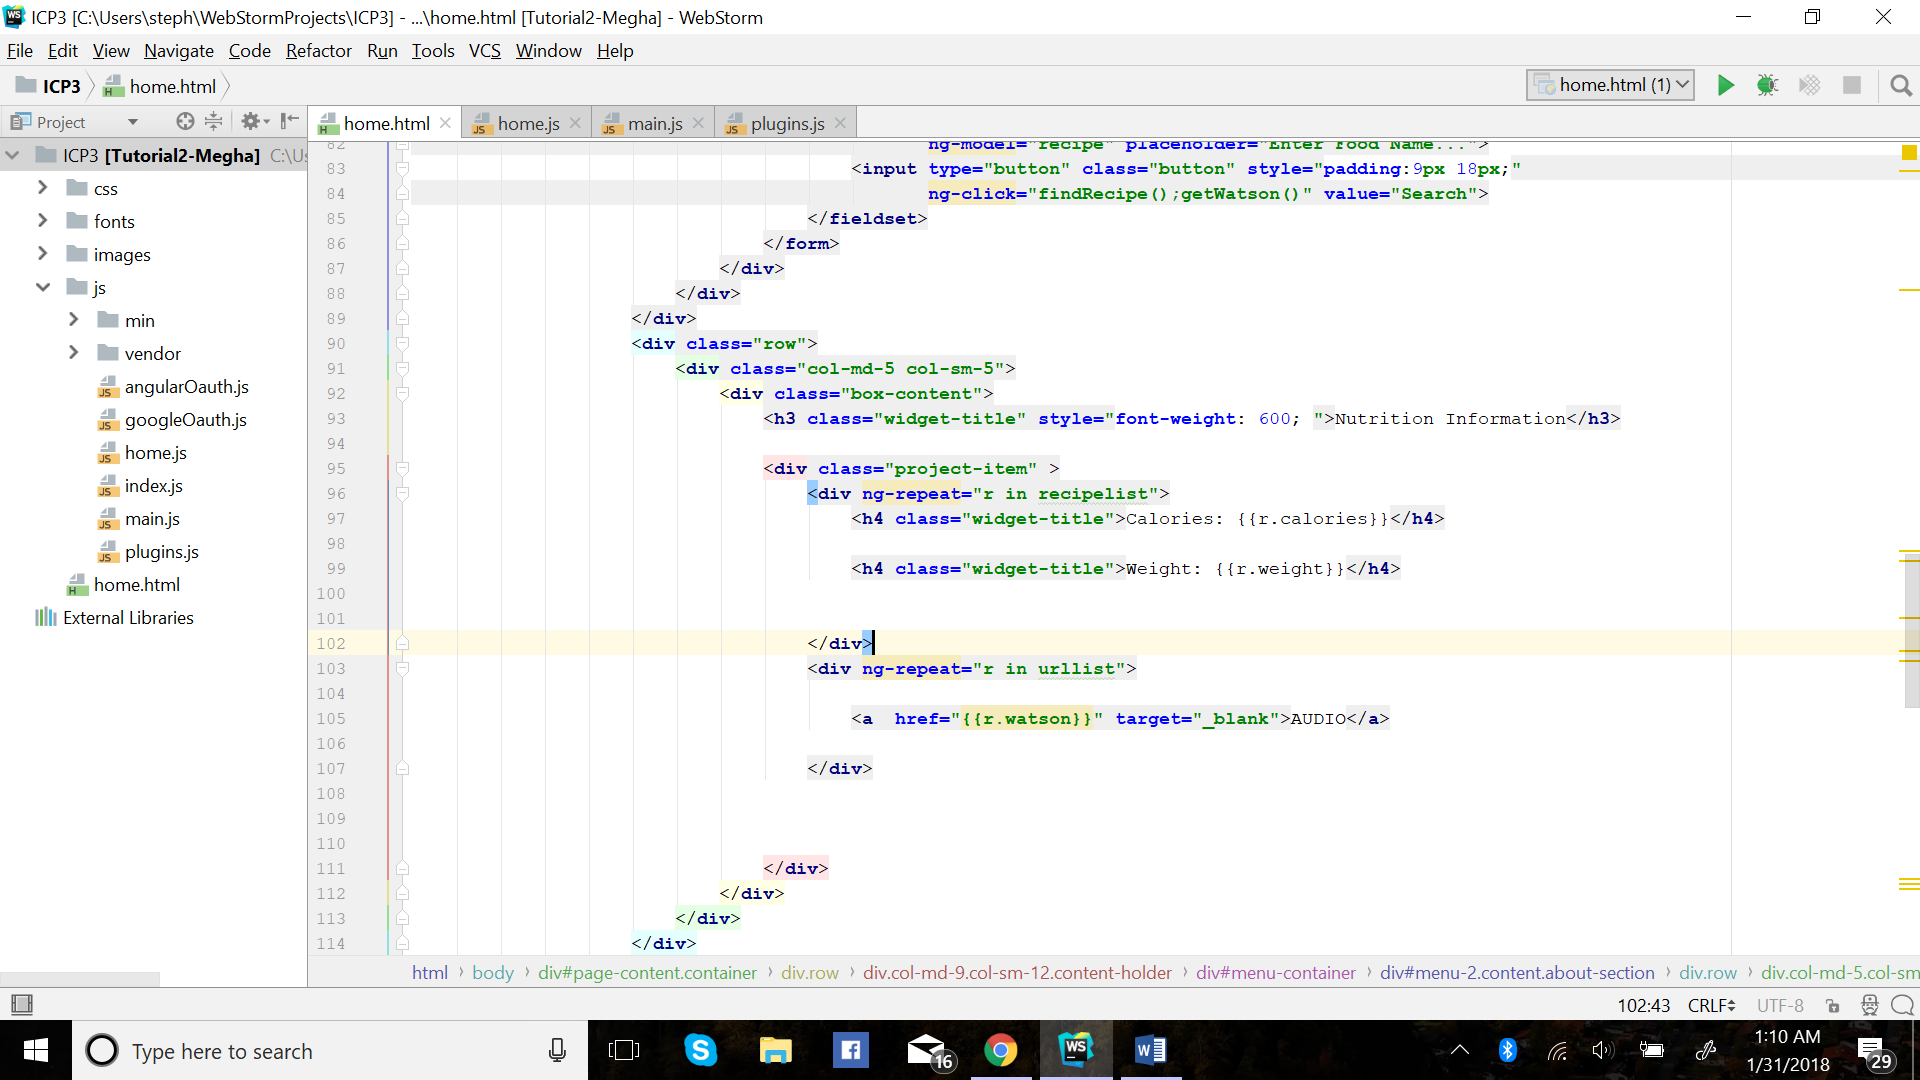 ICP3 [C:\Users\steph\WebStormProjects\ICP3] - ...\home.html [Tutorial2-Megha] - WebStorm
File Edit View Navigate Code Refactor Run Tools VCS Window Help
ICP3 home.html home.html (1)
Project home.html home.js main.js plugins.js
ICP3 [Tutorial2-Megha] C:\Us
css
fonts
images
js
min
vendor
angularOauth.js
googleOauth.js
home.js
index.js
main.js
plugins.js
home.html
External Libraries
82 ng-model="recipe" placeholder="Enter Food Name...">
83 <input type="button" class="button" style="padding:9px 18px;"
84 ng-click="findRecipe();getWatson()" value="Search">
85 </fieldset>
86 </form>
87 </div>
88 </div>
89 </div>
90 <div class="row">
91 <div class="col-md-5 col-sm-5">
92 <div class="box-content">
93 <h3 class="widget-title" style="font-weight: 600; ">Nutrition Information</h3>
94
95 <div class="project-item" >
96 <div ng-repeat="r in recipelist">
97 <h4 class="widget-title">Calories: {{r.calories}}</h4>
98
99 <h4 class="widget-title">Weight: {{r.weight}}</h4>
100
101
102 </div>
103 <div ng-repeat="r in urllist">
104
105 <a  href="{{r.watson}}" target="_blank">AUDIO</a>
106
107 </div>
108
109
110
111 </div>
112 </div>
113 </div>
114 </div>
html › body › div#page-content.container › div.row › div.col-md-9.col-sm-12.content-holder › div#menu-container › div#menu-2.content.about-section › div.row › div.col-md-5.col-sm
102:43 CRLF UTF-8
Type here to search
16
1:10 AM
1/31/2018
29